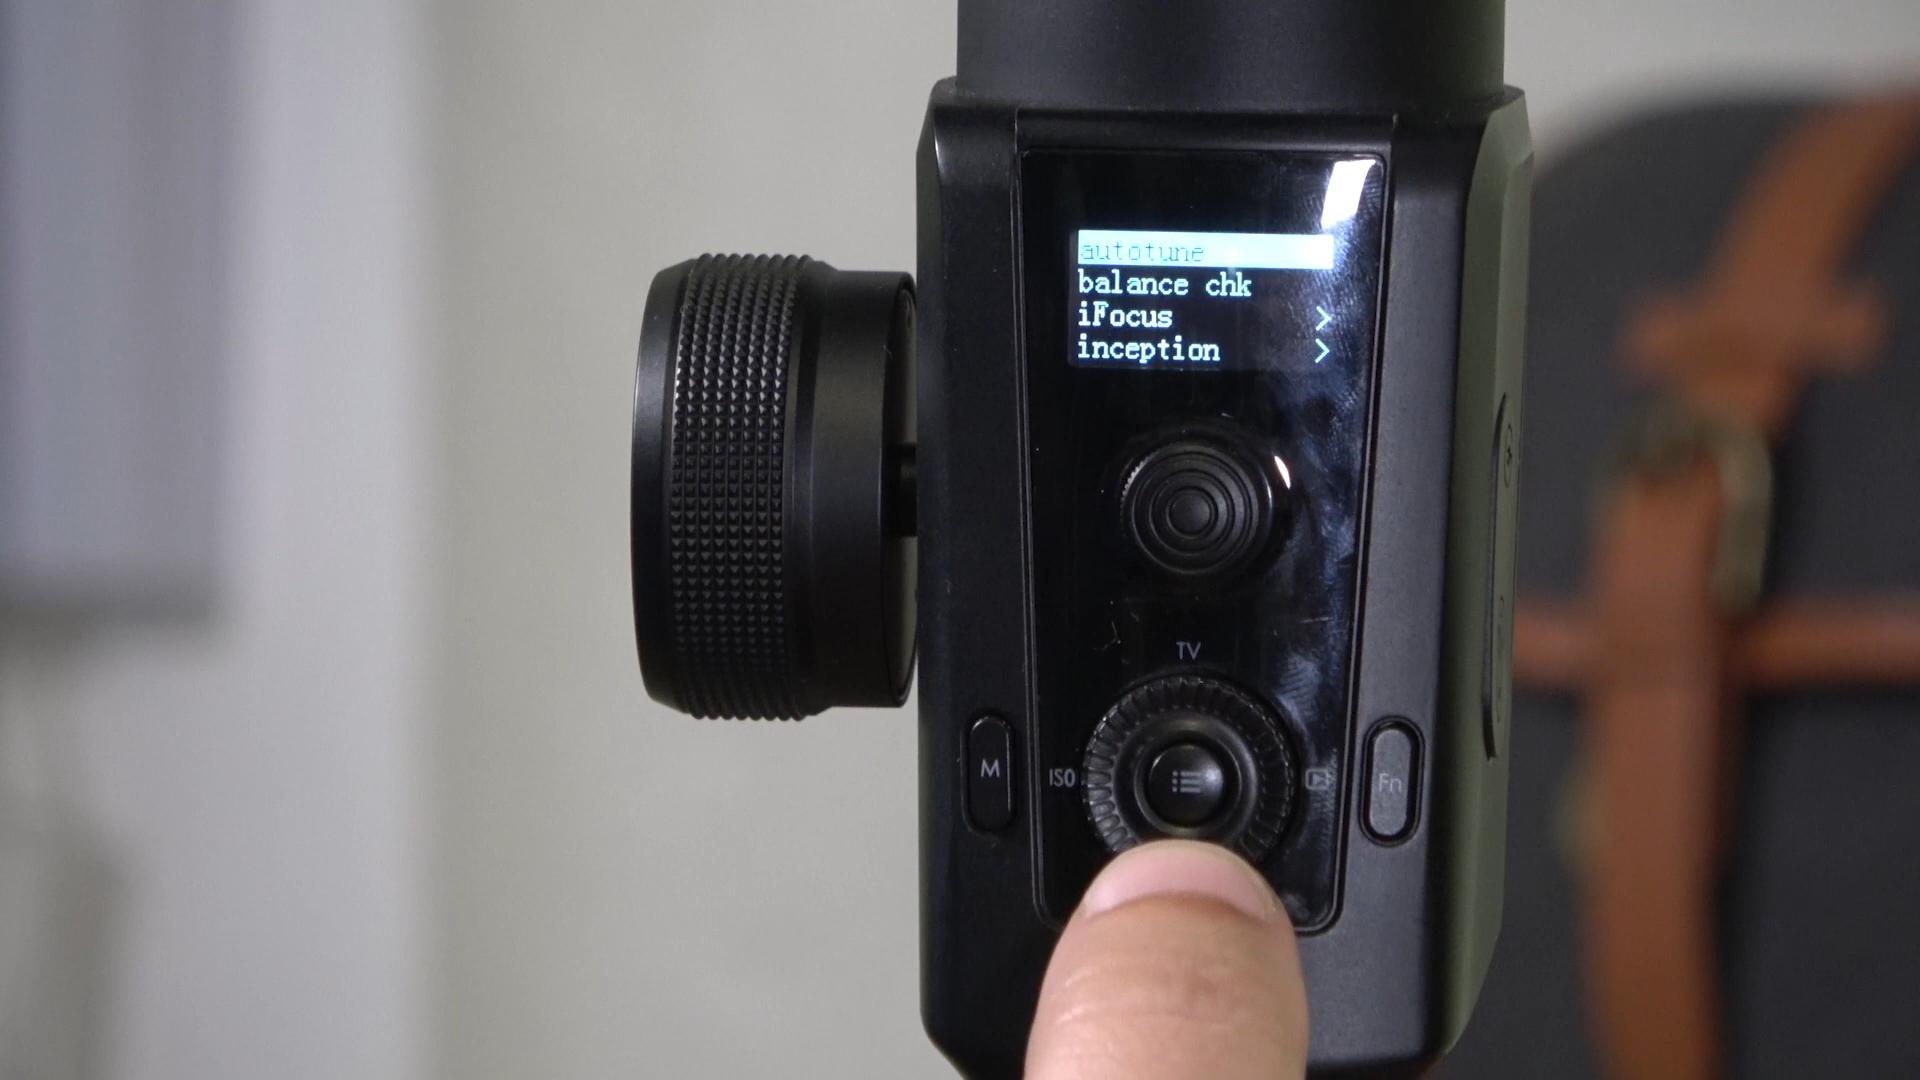 autotune
balance chk
iFocus >
inception >
TV
M
ISO
Fn